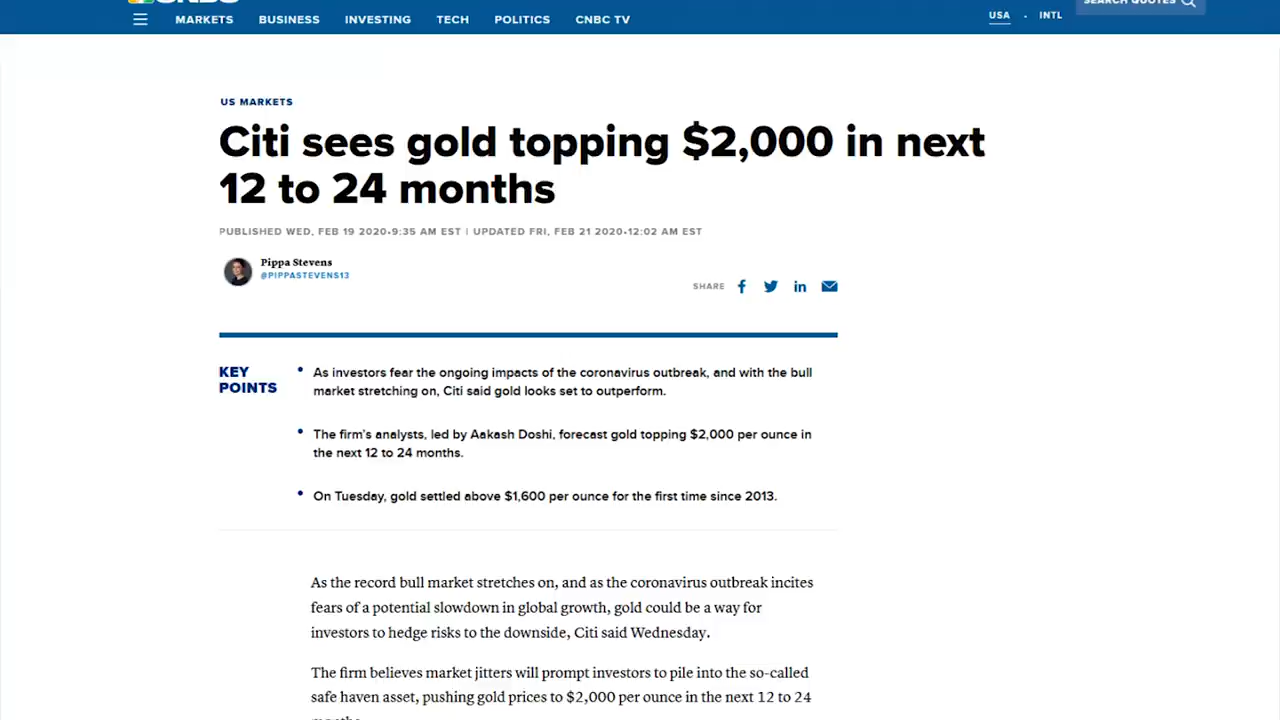 CNBC
MARKETS BUSINESS INVESTING TECH POLITICS CNBC TV
USA · INTL
SEARCH QUOTES
US MARKETS
Citi sees gold topping $2,000 in next
12 to 24 months
PUBLISHED WED, FEB 19 2020•9:35 AM EST | UPDATED FRI, FEB 21 2020•12:02 AM EST
Pippa Stevens
@PIPPASTEVENS13
SHARE
KEY
POINTS
• As investors fear the ongoing impacts of the coronavirus outbreak, and with the bull
market stretching on, Citi said gold looks set to outperform.
• The firm's analysts, led by Aakash Doshi, forecast gold topping $2,000 per ounce in
the next 12 to 24 months.
• On Tuesday, gold settled above $1,600 per ounce for the first time since 2013.
As the record bull market stretches on, and as the coronavirus outbreak incites
fears of a potential slowdown in global growth, gold could be a way for
investors to hedge risks to the downside, Citi said Wednesday.
The firm believes market jitters will prompt investors to pile into the so-called
safe haven asset, pushing gold prices to $2,000 per ounce in the next 12 to 24
months.